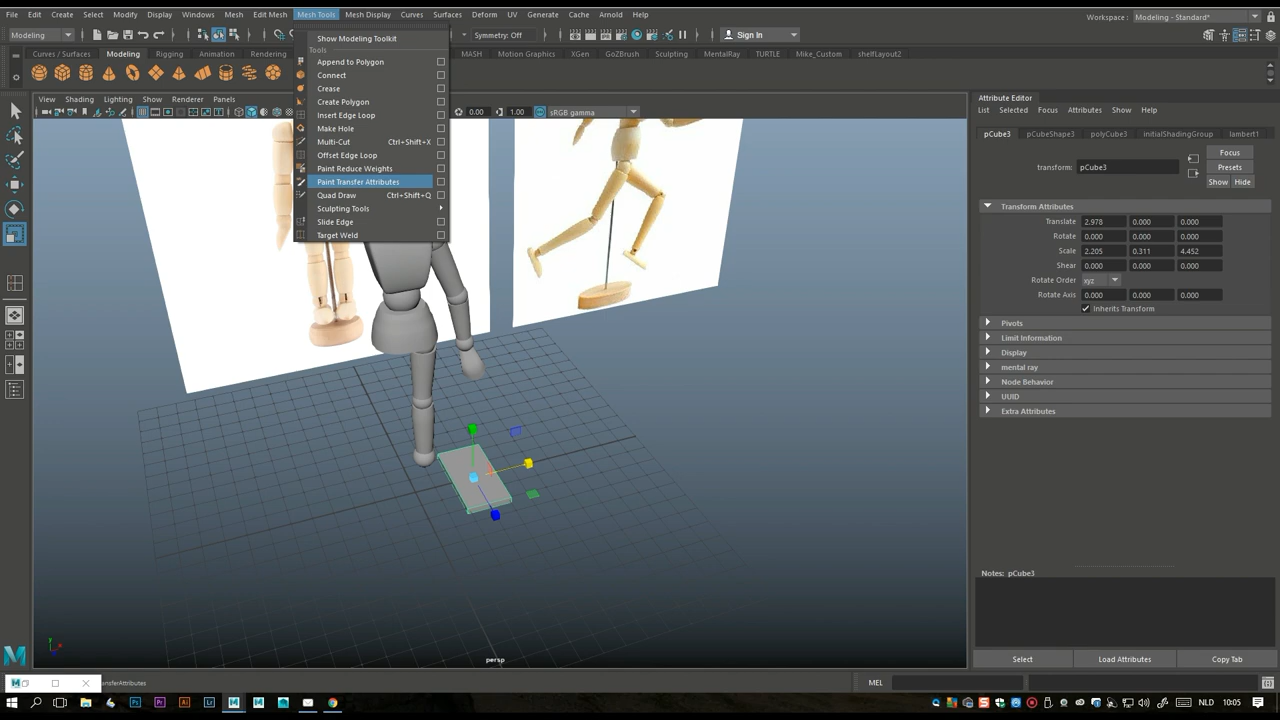 File Edit Create Select Modify Display Windows Mesh Edit Mesh Mesh Tools Mesh Display Curves Surfaces Deform UV Generate Cache Arnold Help
Workspace : Modeling - Standard*
Modeling
Symmetry: Off
Sign In
Curves / Surfaces Modeling Rigging Animation Rendering MASH Motion Graphics XGen GoZBrush Sculpting MentalRay TURTLE Mike_Custom shelfLayout2
View Shading Lighting Show Renderer Panels
0.00 1.00 sRGB gamma
Show Modeling Toolkit
Tools
Append to Polygon
Connect
Crease
Create Polygon
Insert Edge Loop
Make Hole
Multi-Cut Ctrl+Shift+X
Offset Edge Loop
Paint Reduce Weights
Paint Transfer Attributes
Quad Draw Ctrl+Shift+Q
Sculpting Tools
Slide Edge
Target Weld
persp
Attribute Editor
List Selected Focus Attributes Show Help
pCube3 pCubeShape3 polyCube3 initialShadingGroup lambert1
Focus
transform: pCube3
Presets
Show Hide
Transform Attributes
Translate 2.978 0.000 0.000
Rotate 0.000 0.000 0.000
Scale 2.205 0.311 4.452
Shear 0.000 0.000 0.000
Rotate Order xyz
Rotate Axis 0.000 0.000 0.000
Inherits Transform
Pivots
Limit Information
Display
mental ray
Node Behavior
UUID
Extra Attributes
Notes: pCube3
Select Load Attributes Copy Tab
ransferAttributes
MEL
NLD 10:05